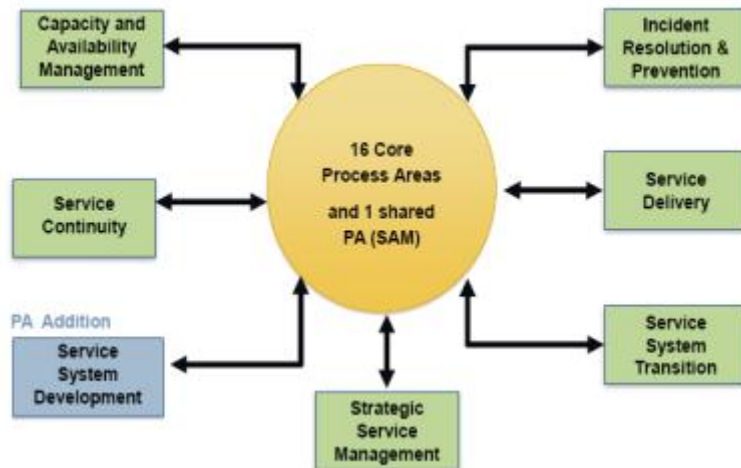 Capacity and
Availability
Management
Incident
Resolution &
Prevention
16 Core
Process Areas
and 1 shared
PA (SAM)
Service
Continuity
Service
Delivery
PA Addition
Service
System
Development
Strategic
Service
Management
Service
System
Transition